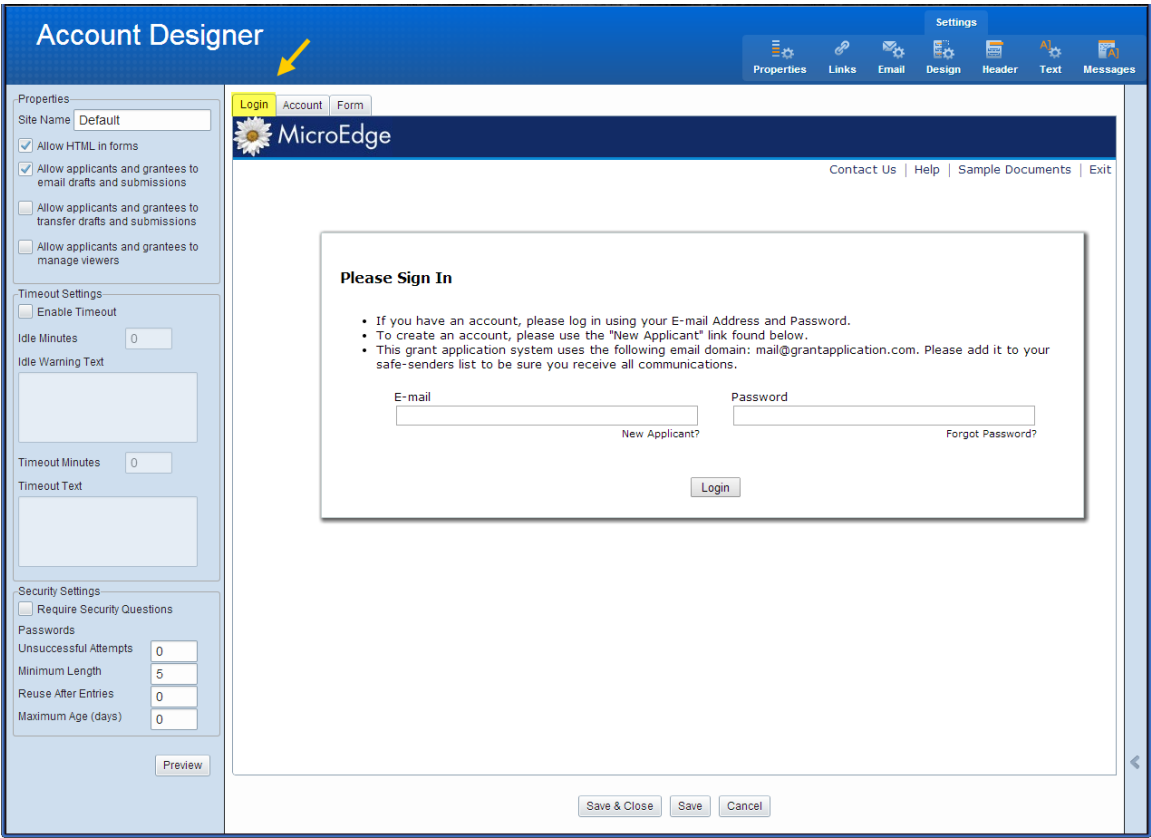 Account Designer
Settings
Properties Links Email Design Header Text Messages
Properties
Site Name Default
Allow HTML in forms
Allow applicants and grantees to
email drafts and submissions
Allow applicants and grantees to
transfer drafts and submissions
Allow applicants and grantees to
manage viewers
Timeout Settings
Enable Timeout
Idle Minutes 0
Idle Warning Text
Timeout Minutes 0
Timeout Text
Security Settings
Require Security Questions
Passwords
Unsuccessful Attempts 0
Minimum Length 5
Reuse After Entries 0
Maximum Age (days) 0
Preview
Login Account Form
MicroEdge
Contact Us | Help | Sample Documents | Exit
Please Sign In
• If you have an account, please log in using your E-mail Address and Password.
• To create an account, please use the "New Applicant" link found below.
• This grant application system uses the following email domain: mail@grantapplication.com. Please add it to your
safe-senders list to be sure you receive all communications.
E-mail Password
New Applicant? Forgot Password?
Login
Save & Close Save Cancel